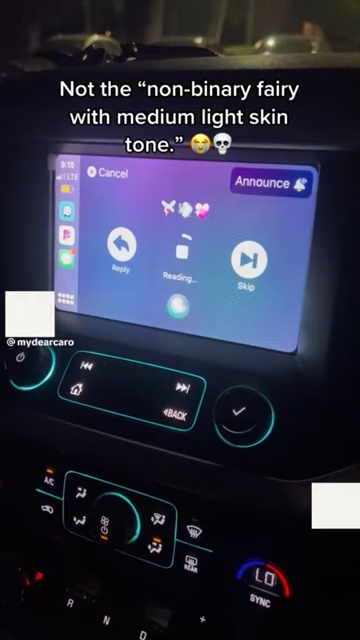 Not the “non-binary fairy
with medium light skin
tone.” 😭💀
9:15
LTE
Cancel
Announce
Reply
Reading...
Skip
@ mydearcaro
BACK
A/C
REAR
LO
SYNC
P
R
N
D
+